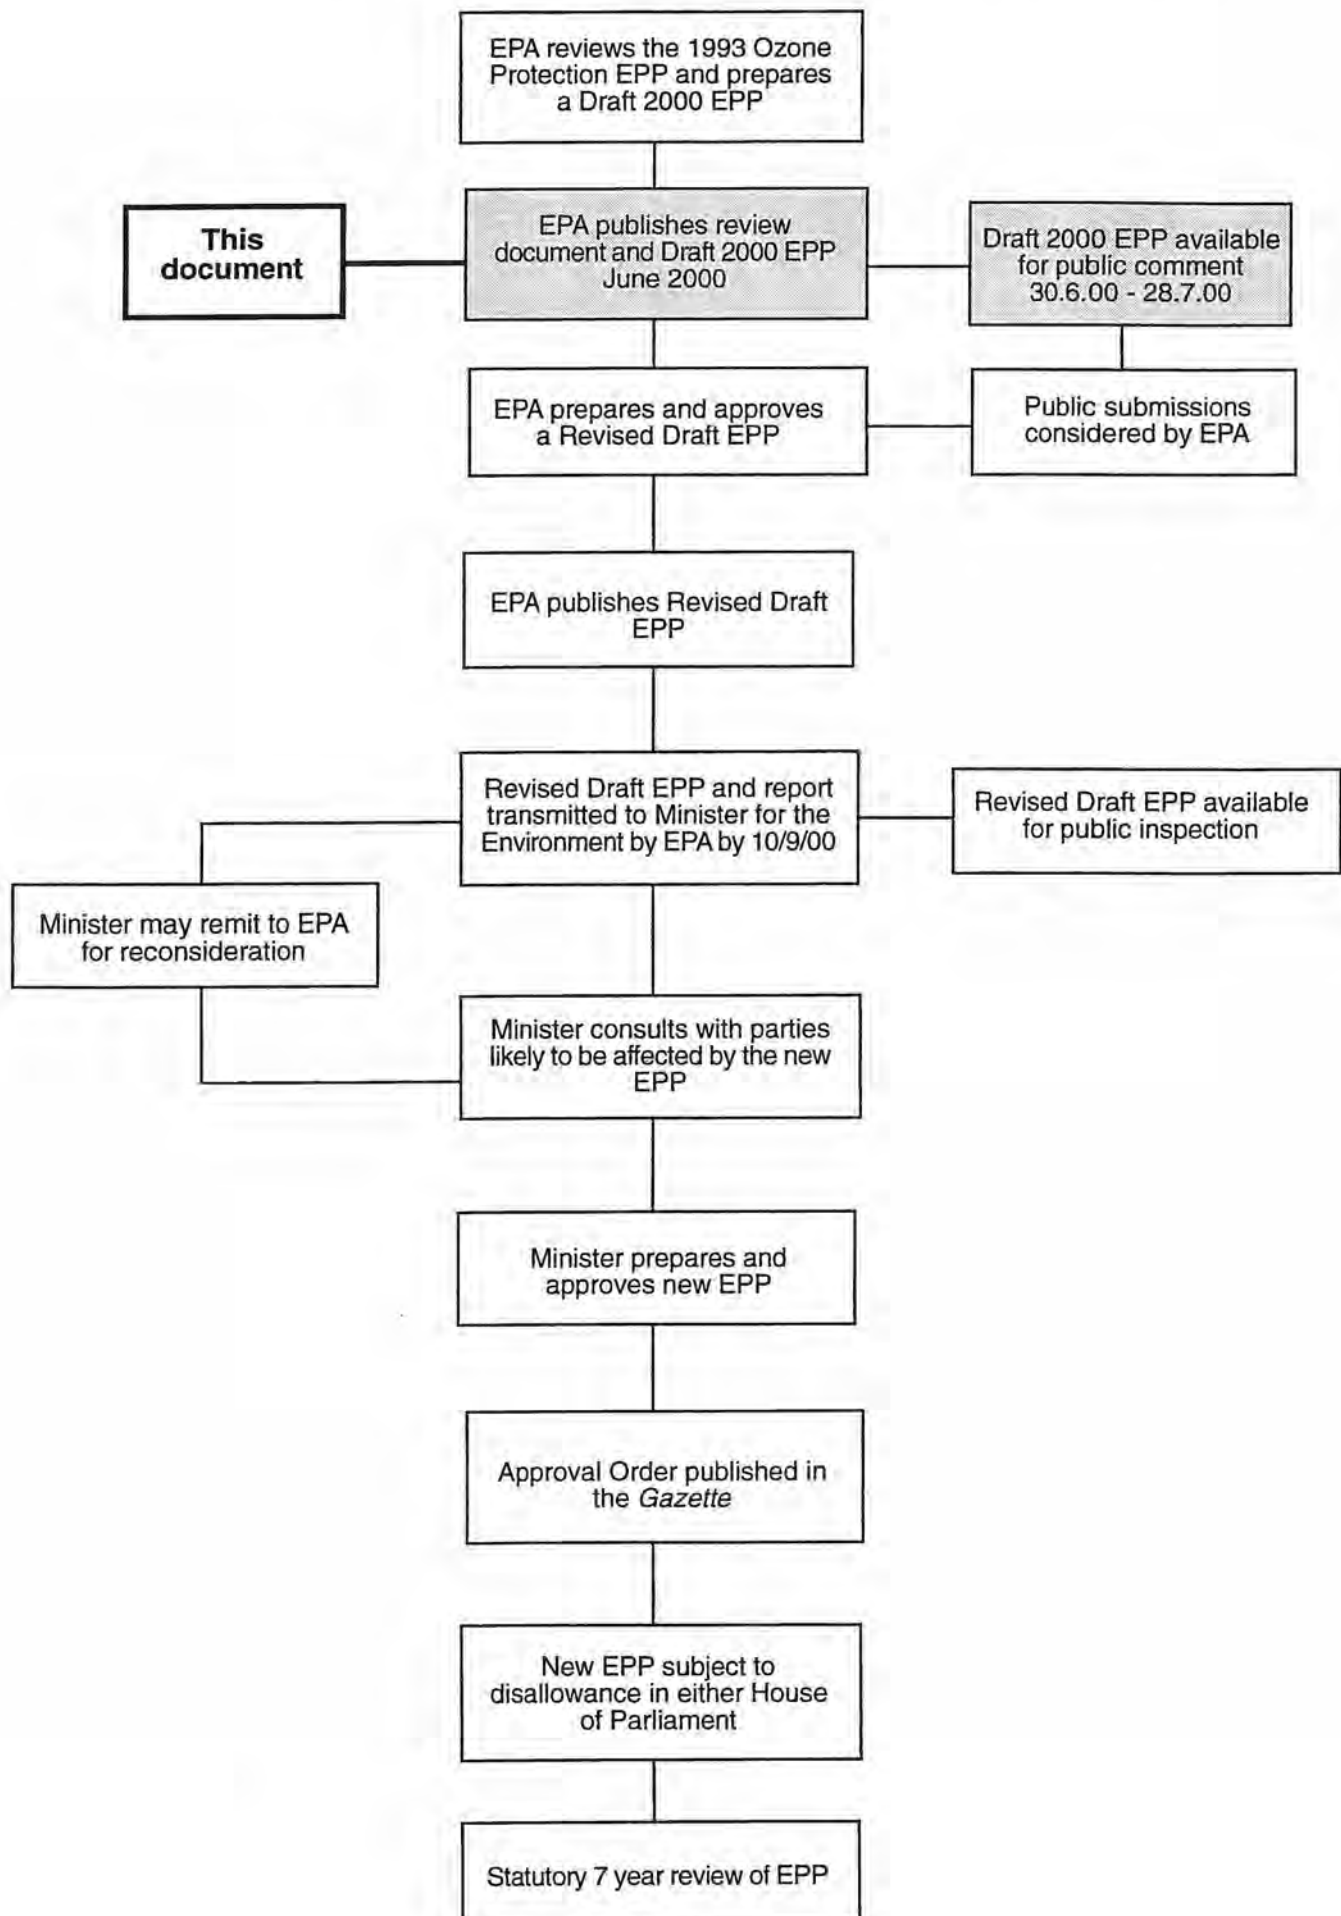 EPA reviews the 1993 Ozone
Protection EPP and prepares
a Draft 2000 EPP
This
document
EPA publishes review
document and Draft 2000 EPP
June 2000
Draft 2000 EPP available
for public comment
30.6.00 - 28.7.00
EPA prepares and approves
a Revised Draft EPP
Public submissions
considered by EPA
EPA publishes Revised Draft
EPP
Revised Draft EPP and report
transmitted to Minister for the
Environment by EPA by 10/9/00
Revised Draft EPP available
for public inspection
Minister may remit to EPA
for reconsideration
Minister consults with parties
likely to be affected by the new
EPP
Minister prepares and
approves new EPP
Approval Order published in
the Gazette
New EPP subject to
disallowance in either House
of Parliament
Statutory 7 year review of EPP